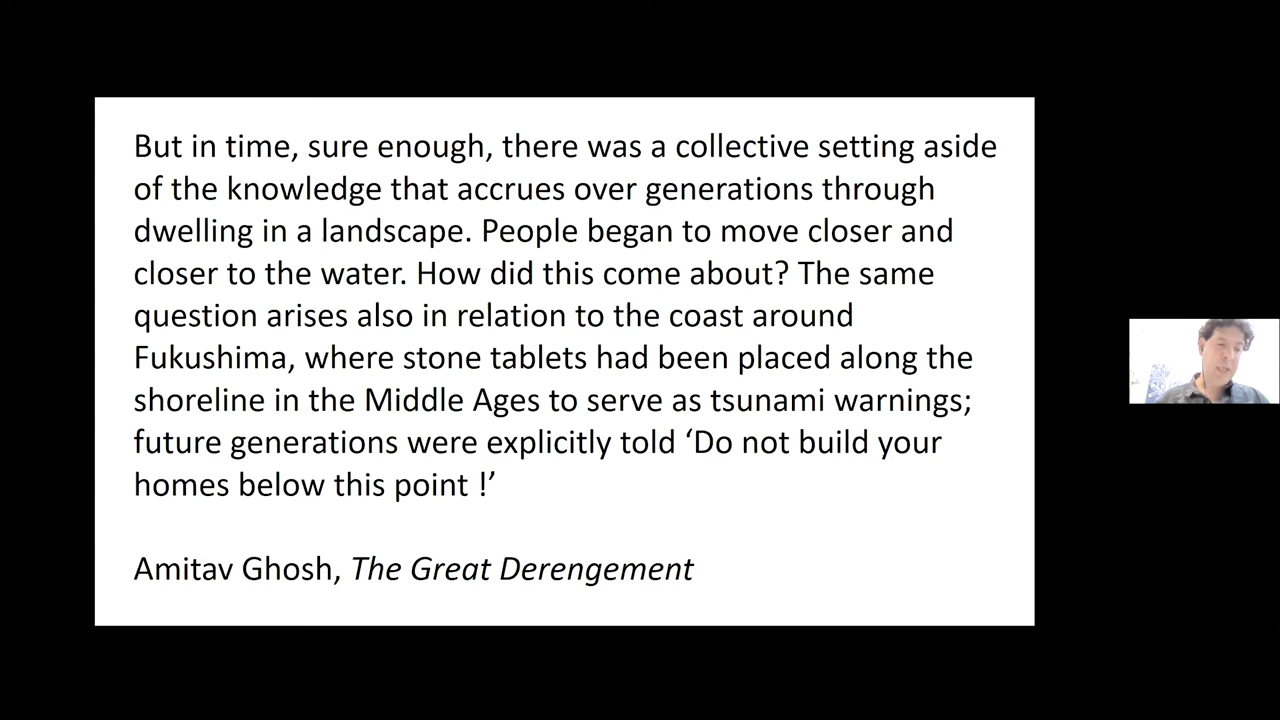 But in time, sure enough, there was a collective setting aside
of the knowledge that accrues over generations through
dwelling in a landscape. People began to move closer and
closer to the water. How did this come about? The same
question arises also in relation to the coast around
Fukushima, where stone tablets had been placed along the
shoreline in the Middle Ages to serve as tsunami warnings;
future generations were explicitly told ‘Do not build your
homes below this point !’
Amitav Ghosh, The Great Derengement